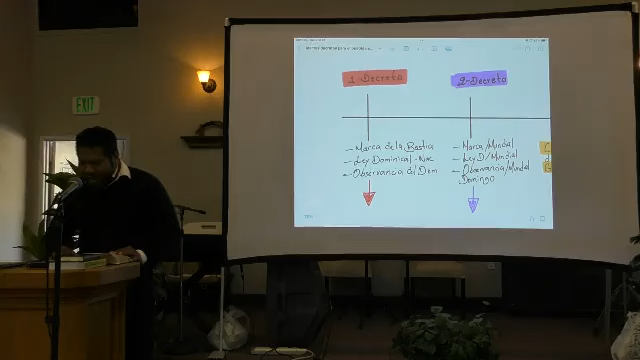 EXIT
1-Decreto
2-Decreto
- Marca de la Bestia
- Ley Dominical - Nac
- Observancia del Dom
- Marca/Mundial
- Ley D/Mundial
- Observancia/Mundial
Domingo